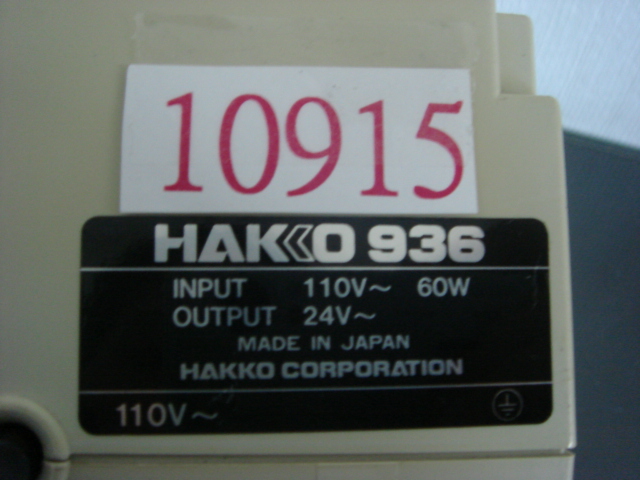 10915
HAKKO 936
INPUT 110V~ 60W
OUTPUT 24V~
MADE IN JAPAN
HAKKO CORPORATION
110V~